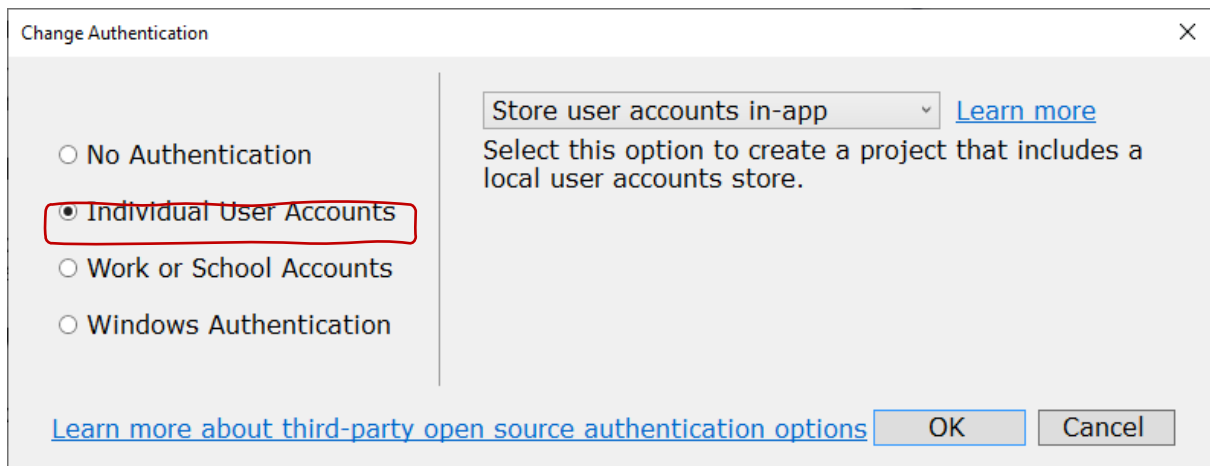 Change Authentication
No Authentication
Individual User Accounts
Work or School Accounts
Windows Authentication
Store user accounts in-app
Learn more
Select this option to create a project that includes a
local user accounts store.
Learn more about third-party open source authentication options
OK
Cancel